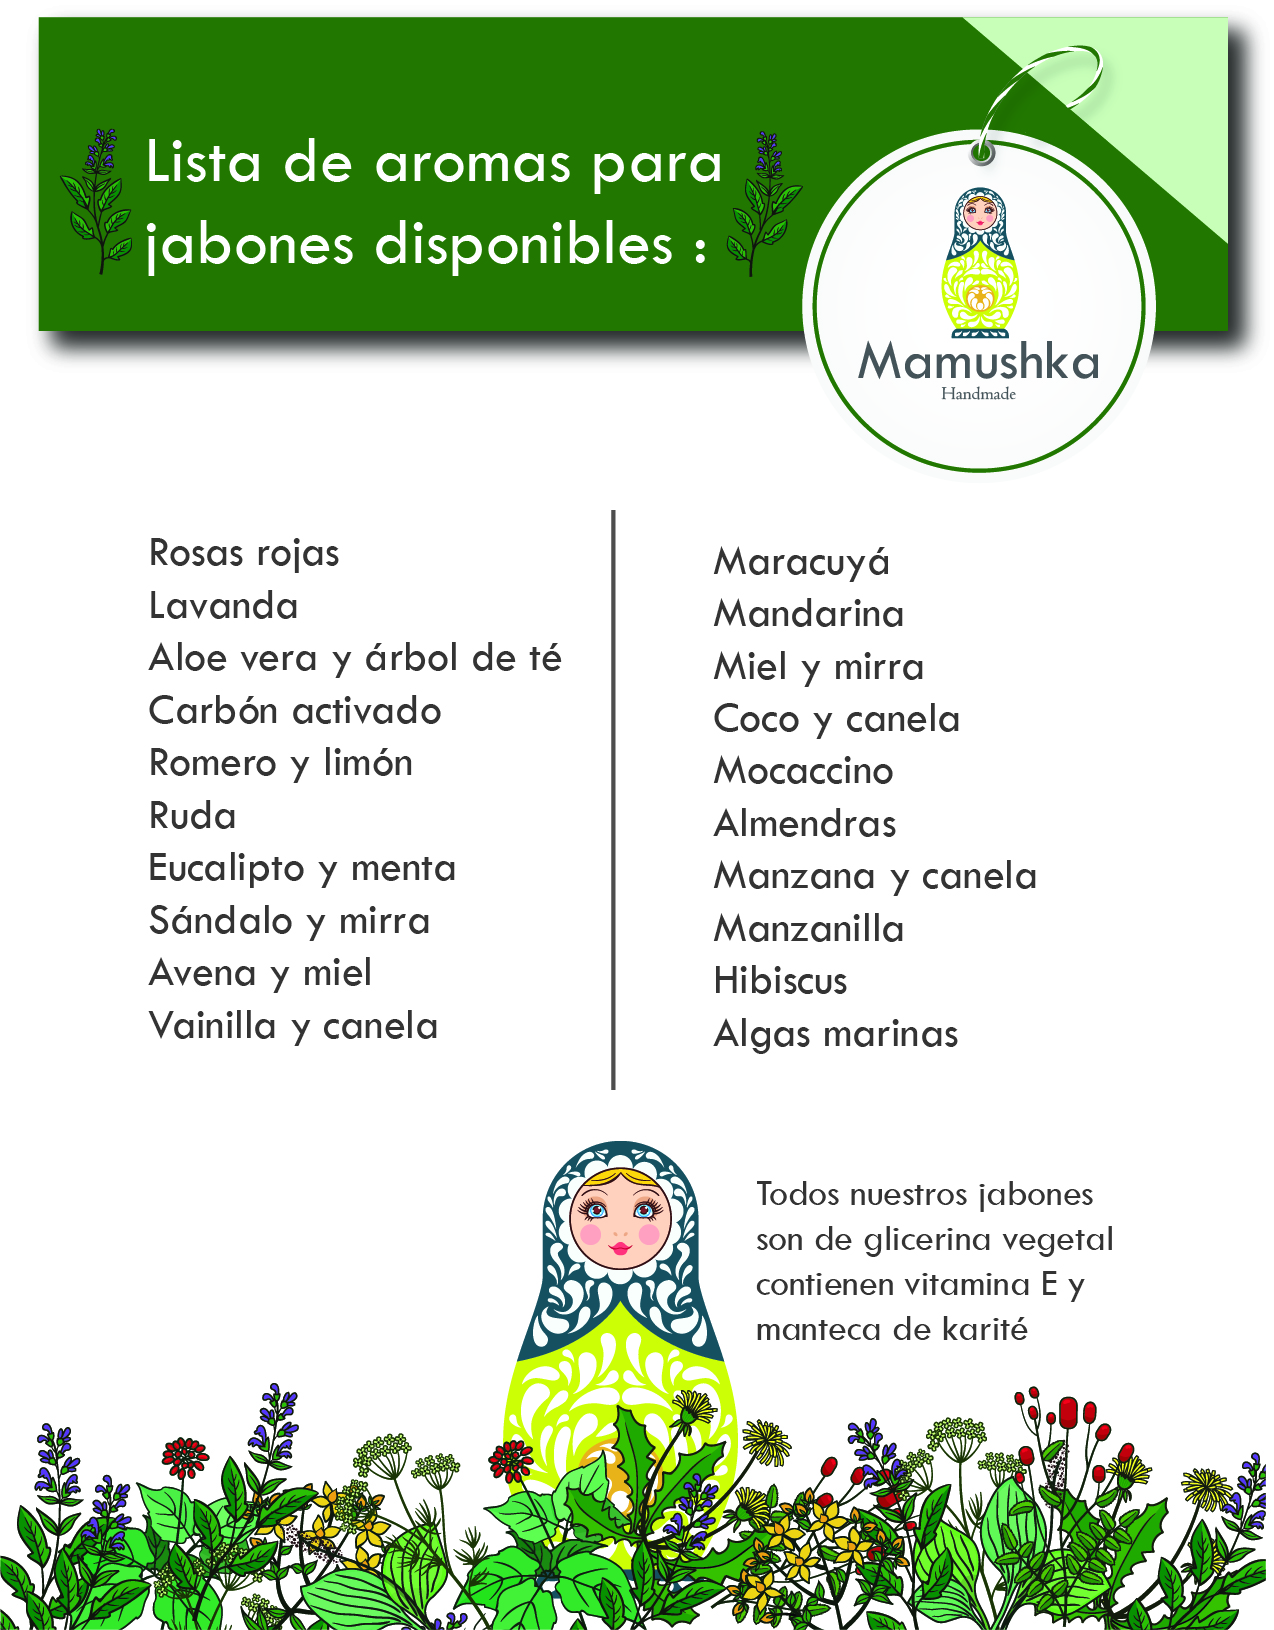 Lista de aromas para
jabones disponibles :
Mamushka
Handmade
Rosas rojas
Lavanda
Aloe vera y árbol de té
Carbón activado
Romero y limón
Ruda
Eucalipto y menta
Sándalo y mirra
Avena y miel
Vainilla y canela
Maracuyá
Mandarina
Miel y mirra
Coco y canela
Mocaccino
Almendras
Manzana y canela
Manzanilla
Hibiscus
Algas marinas
Todos nuestros jabones
son de glicerina vegetal
contienen vitamina E y
manteca de karité